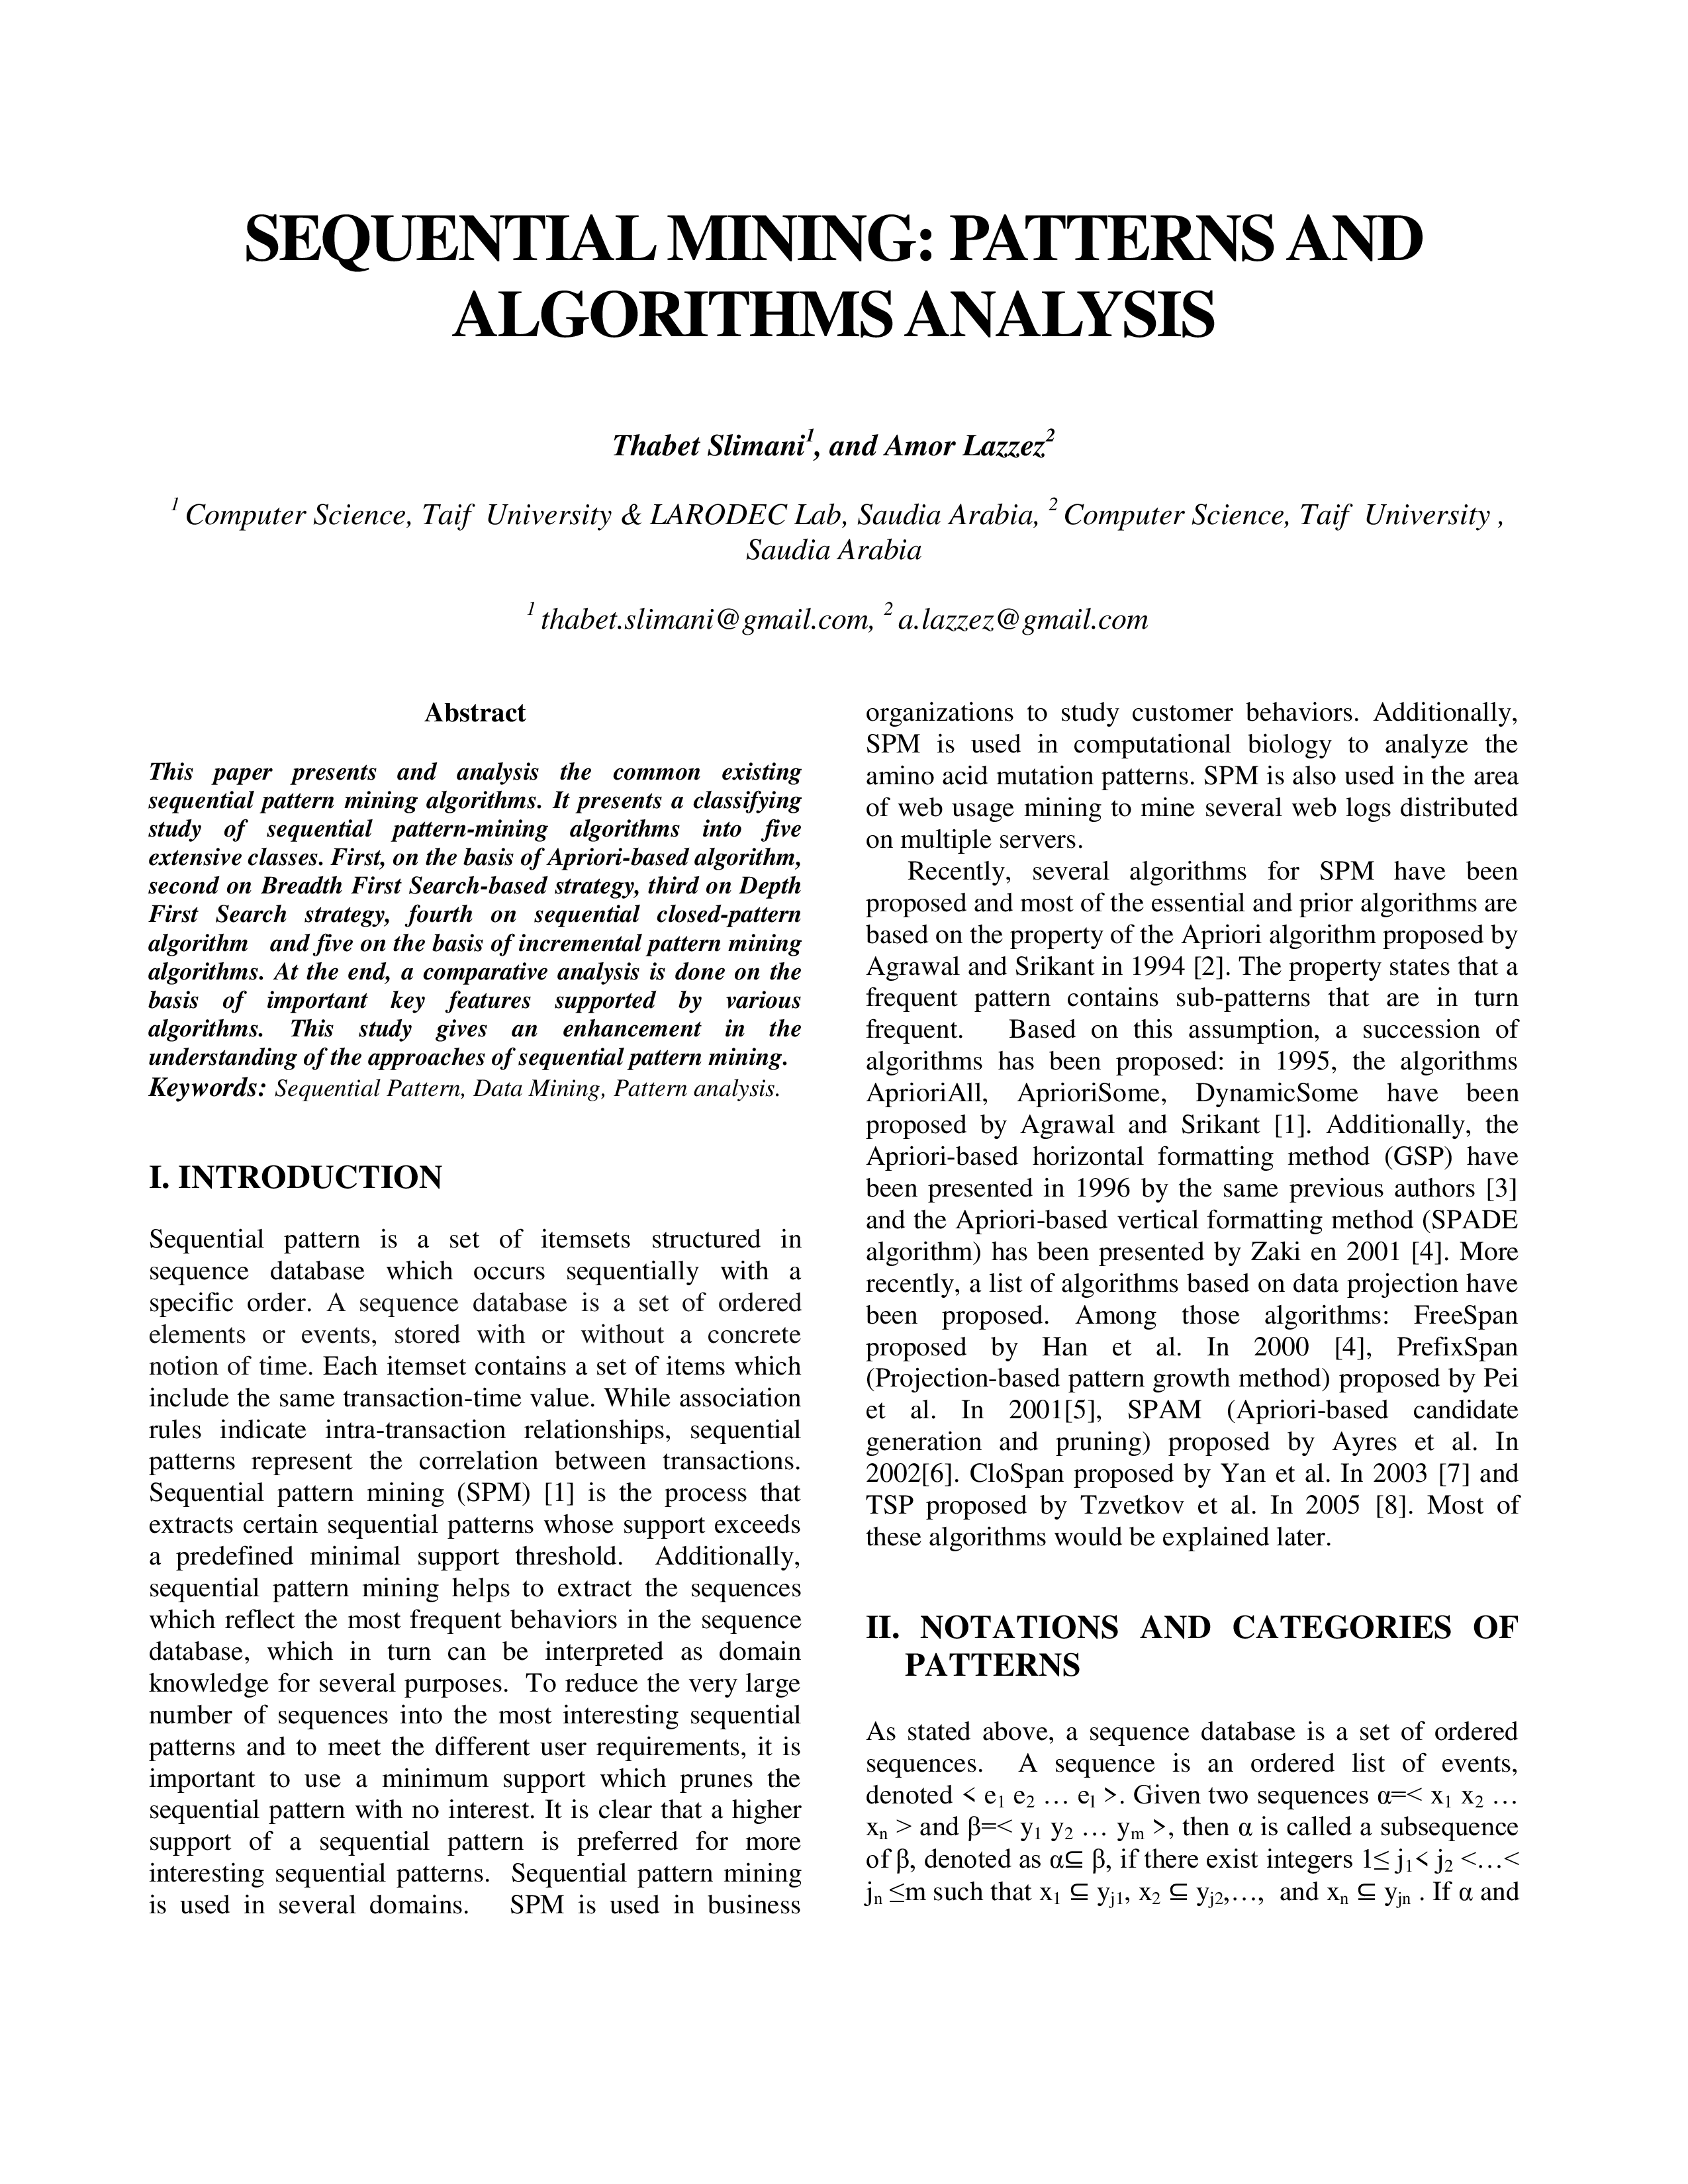 SEQUENTIAL MINING: PATTERNS AND
ALGORITHMS ANALYSIS
Thabet Slimani1, and Amor Lazzez2
1 Computer Science, Taif University & LARODEC Lab, Saudia Arabia, 2 Computer Science, Taif University ,
Saudia Arabia
1 thabet.slimani@gmail.com, 2 a.lazzez@gmail.com
Abstract
This paper presents and analysis the common existing
sequential pattern mining algorithms. It presents a classifying
study of sequential pattern-mining algorithms into five
extensive classes. First, on the basis of Apriori-based algorithm,
second on Breadth First Search-based strategy, third on Depth
First Search strategy, fourth on sequential closed-pattern
algorithm and five on the basis of incremental pattern mining
algorithms. At the end, a comparative analysis is done on the
basis of important key features supported by various
algorithms. This study gives an enhancement in the
understanding of the approaches of sequential pattern mining.
Keywords: Sequential Pattern, Data Mining, Pattern analysis.
I. INTRODUCTION
Sequential pattern is a set of itemsets structured in
sequence database which occurs sequentially with a
specific order. A sequence database is a set of ordered
elements or events, stored with or without a concrete
notion of time. Each itemset contains a set of items which
include the same transaction-time value. While association
rules indicate intra-transaction relationships, sequential
patterns represent the correlation between transactions.
Sequential pattern mining (SPM) [1] is the process that
extracts certain sequential patterns whose support exceeds
a predefined minimal support threshold. Additionally,
sequential pattern mining helps to extract the sequences
which reflect the most frequent behaviors in the sequence
database, which in turn can be interpreted as domain
knowledge for several purposes. To reduce the very large
number of sequences into the most interesting sequential
patterns and to meet the different user requirements, it is
important to use a minimum support which prunes the
sequential pattern with no interest. It is clear that a higher
support of a sequential pattern is preferred for more
interesting sequential patterns. Sequential pattern mining
is used in several domains. SPM is used in business
organizations to study customer behaviors. Additionally,
SPM is used in computational biology to analyze the
amino acid mutation patterns. SPM is also used in the area
of web usage mining to mine several web logs distributed
on multiple servers.
Recently, several algorithms for SPM have been
proposed and most of the essential and prior algorithms are
based on the property of the Apriori algorithm proposed by
Agrawal and Srikant in 1994 [2]. The property states that a
frequent pattern contains sub-patterns that are in turn
frequent. Based on this assumption, a succession of
algorithms has been proposed: in 1995, the algorithms
AprioriAll, AprioriSome, DynamicSome have been
proposed by Agrawal and Srikant [1]. Additionally, the
Apriori-based horizontal formatting method (GSP) have
been presented in 1996 by the same previous authors [3]
and the Apriori-based vertical formatting method (SPADE
algorithm) has been presented by Zaki en 2001 [4]. More
recently, a list of algorithms based on data projection have
been proposed. Among those algorithms: FreeSpan
proposed by Han et al. In 2000 [4], PrefixSpan
(Projection-based pattern growth method) proposed by Pei
et al. In 2001[5], SPAM (Apriori-based candidate
generation and pruning) proposed by Ayres et al. In
2002[6]. CloSpan proposed by Yan et al. In 2003 [7] and
TSP proposed by Tzvetkov et al. In 2005 [8]. Most of
these algorithms would be explained later.
II. NOTATIONS AND CATEGORIES OF
PATTERNS
As stated above, a sequence database is a set of ordered
sequences. A sequence is an ordered list of events,
denoted < e1 e2 … el >. Given two sequences α=< x1 x2 …
xn > and β=< y1 y2 … ym >, then α is called a subsequence
of β, denoted as α⊆ β, if there exist integers 1≤ j1< j2 <…<
jn ≤m such that x1 ⊆ yj1, x2 ⊆ yj2,…, and xn ⊆ yjn . If α and